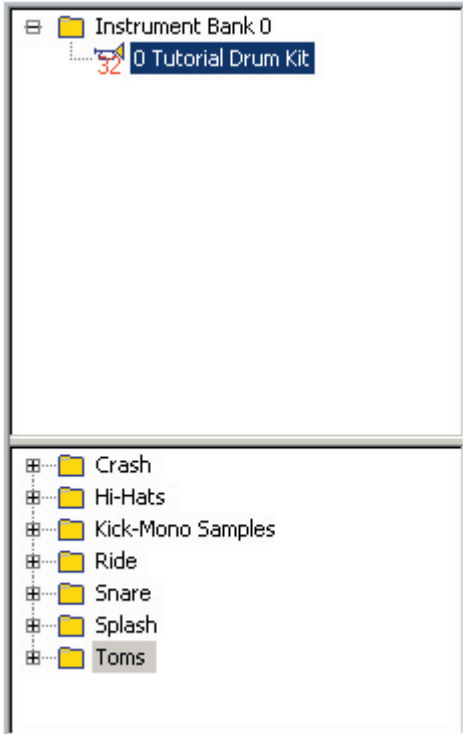 Instrument Bank 0
32 0 Tutorial Drum Kit
Crash
Hi-Hats
Kick-Mono Samples
Ride
Snare
Splash
Toms